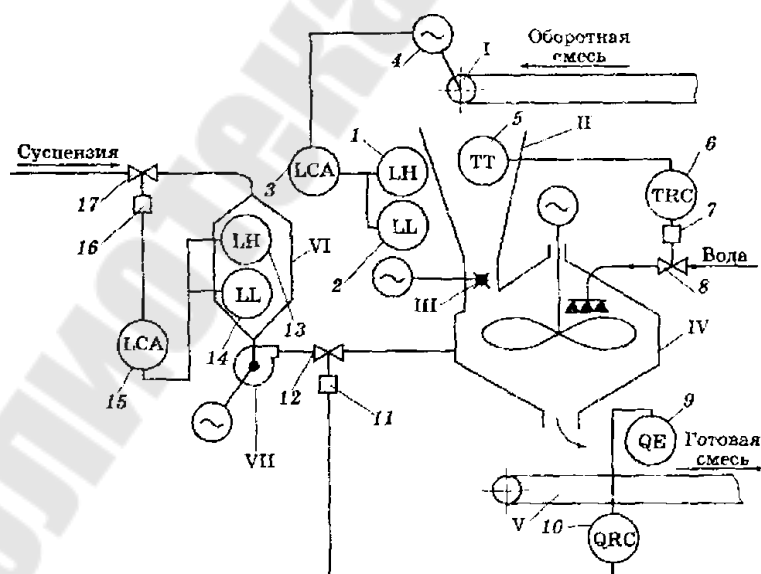 I
Оборотная
смесь
4
1
5
II
6
Суспензия
LCA
LH
TT
TRC
7
3
17
16
LH
VI
LL
2
Вода
8
III
LL
13
IV
LCA
14
15
12
11
VII
9
QE
Готовая
смесь
V
10
QRC